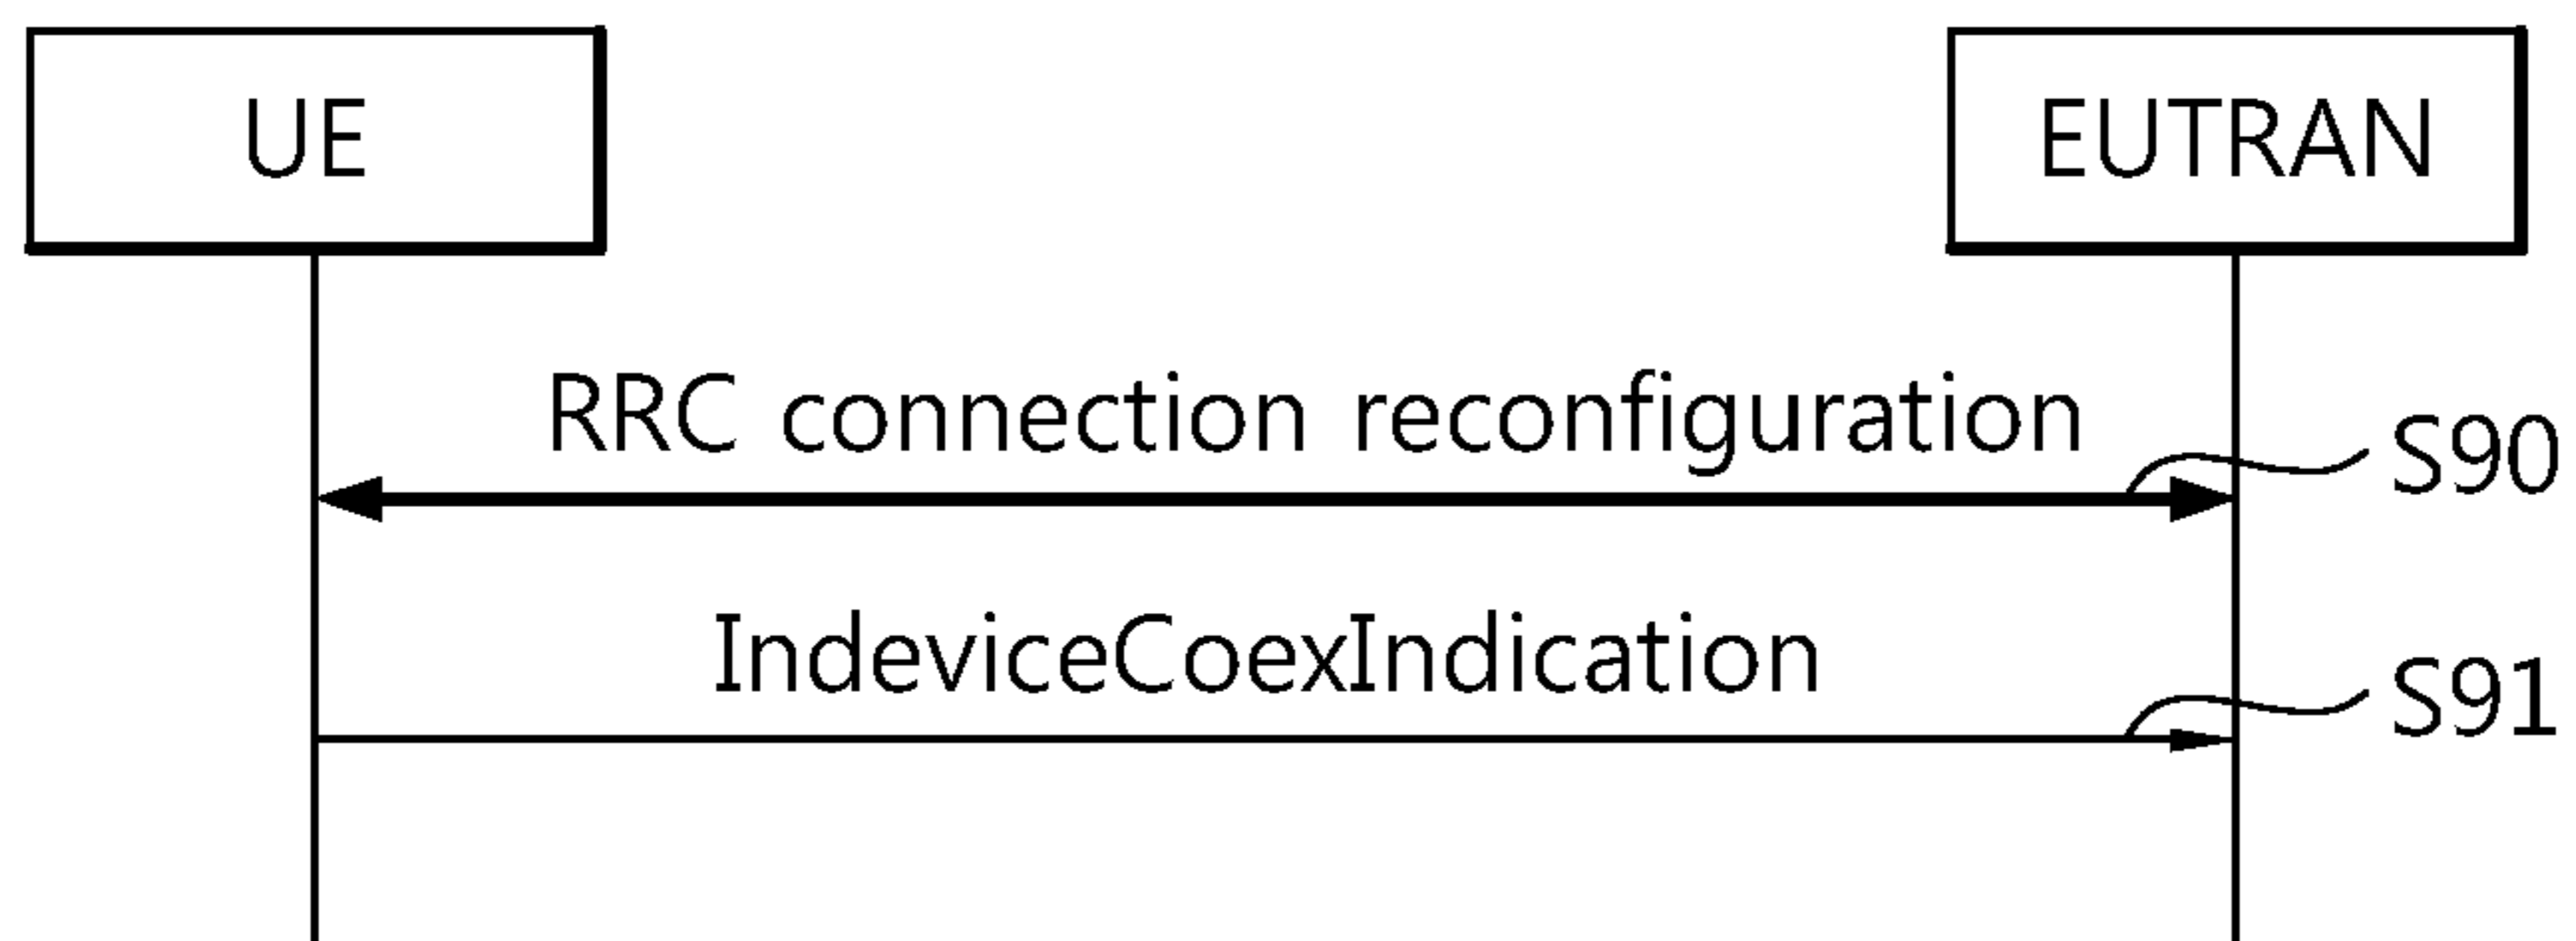 UE
EUTRAN
RRC connection reconfiguration
S90
IndeviceCoexIndication
S91